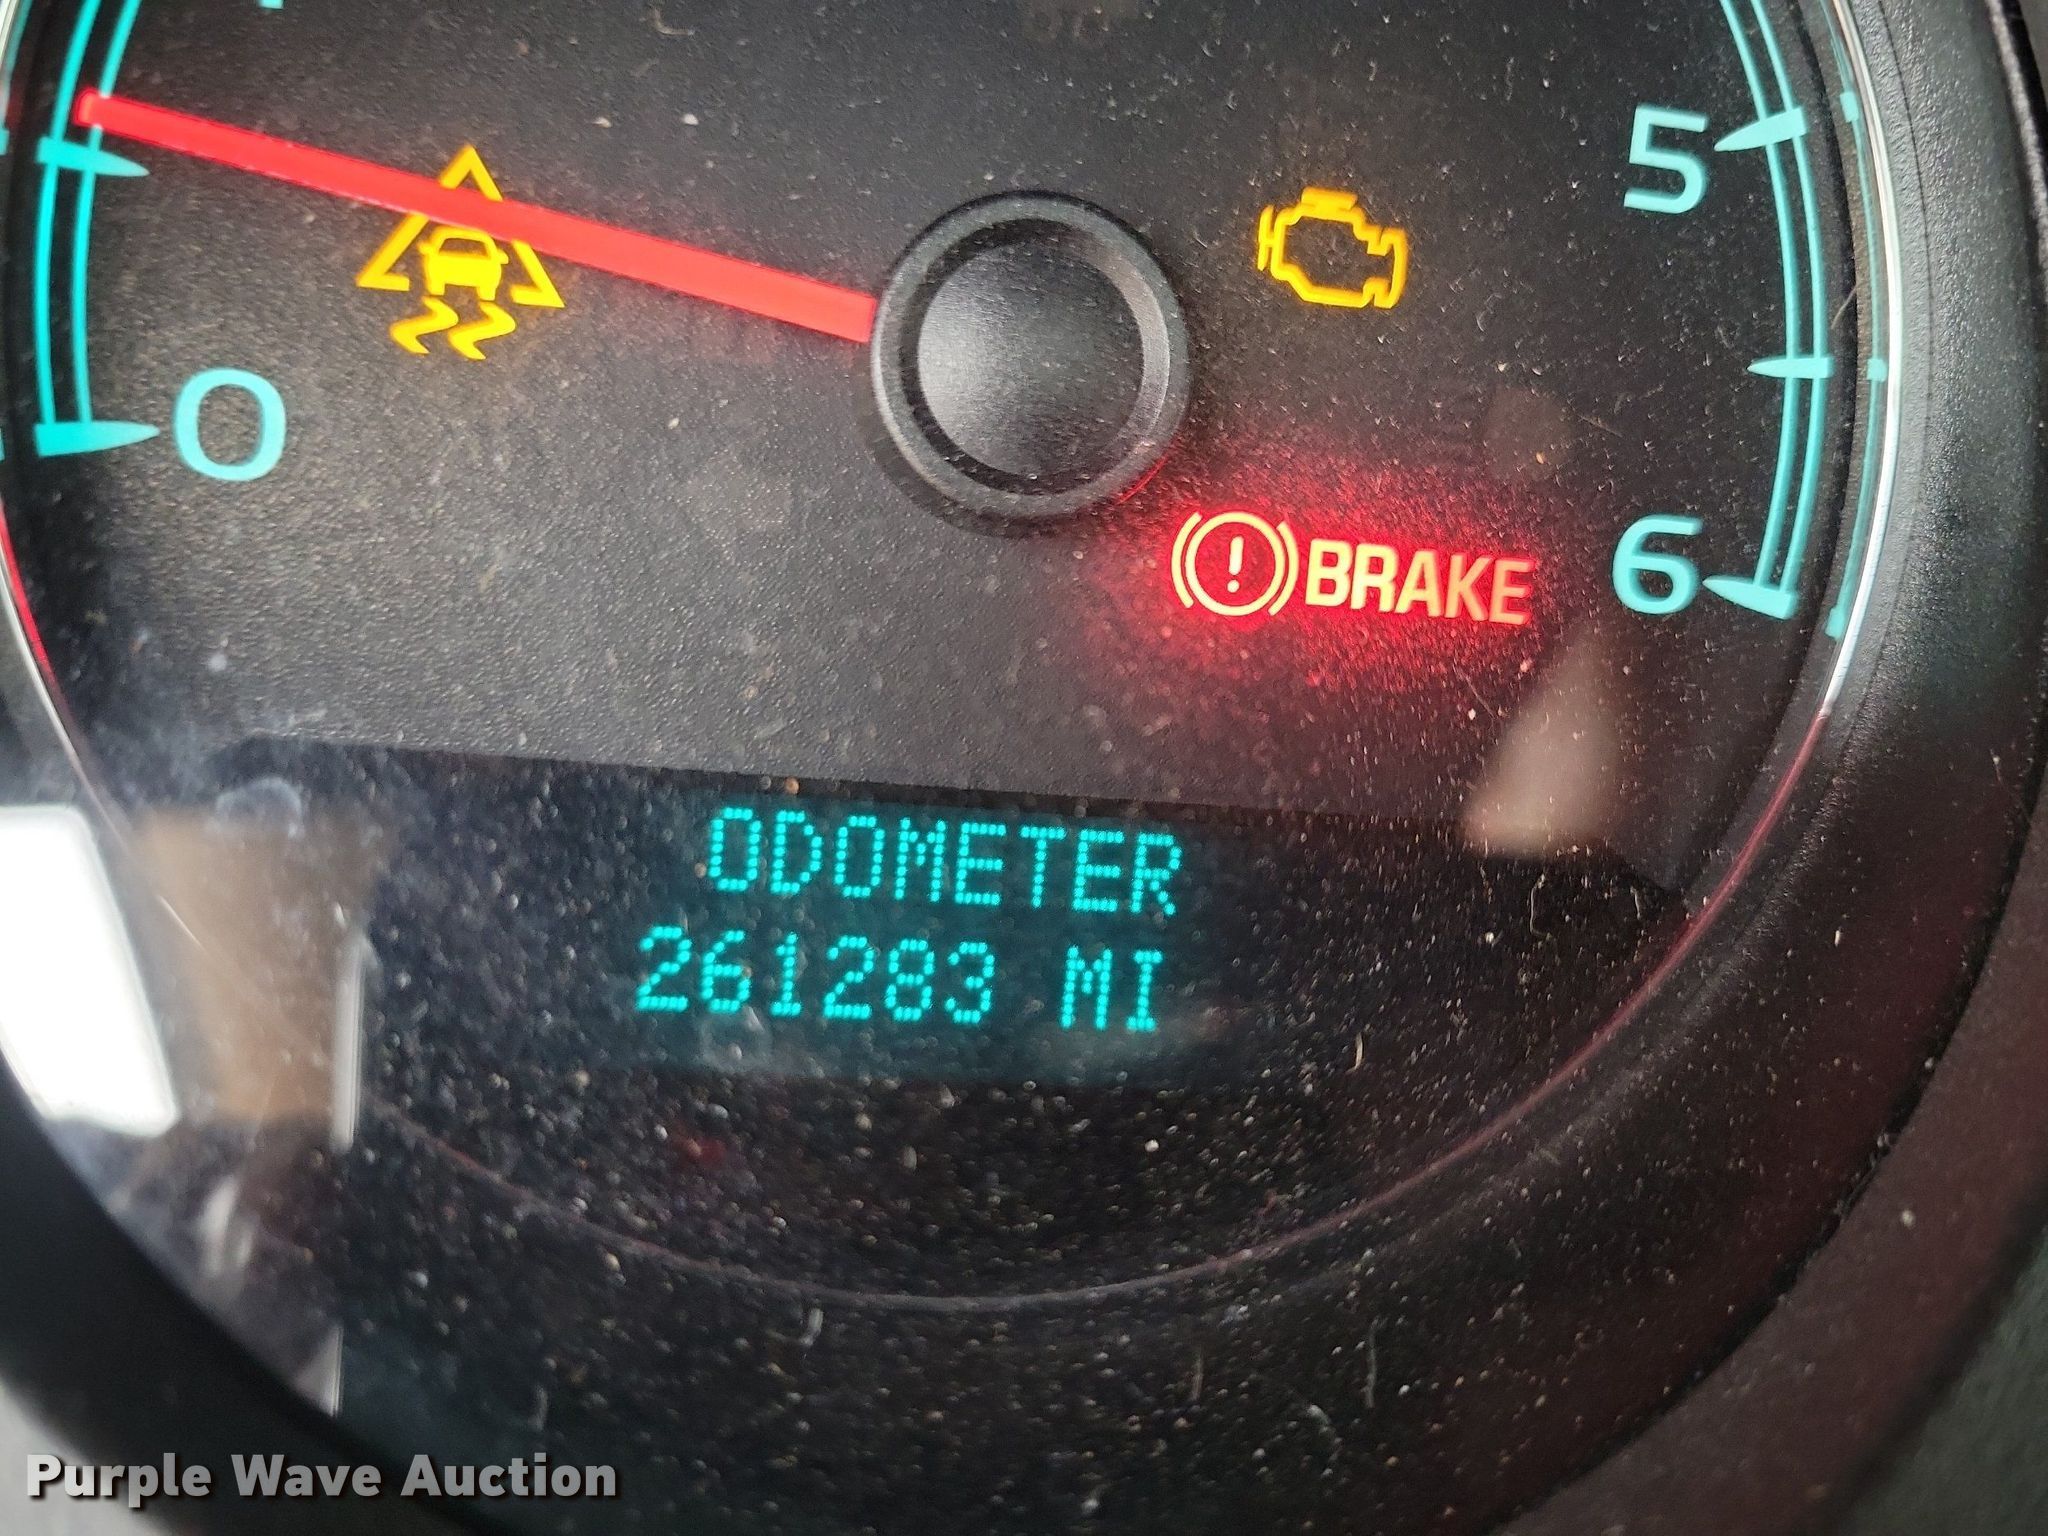 5
0
BRAKE
6
ODOMETER
261283 MI
Purple Wave Auction